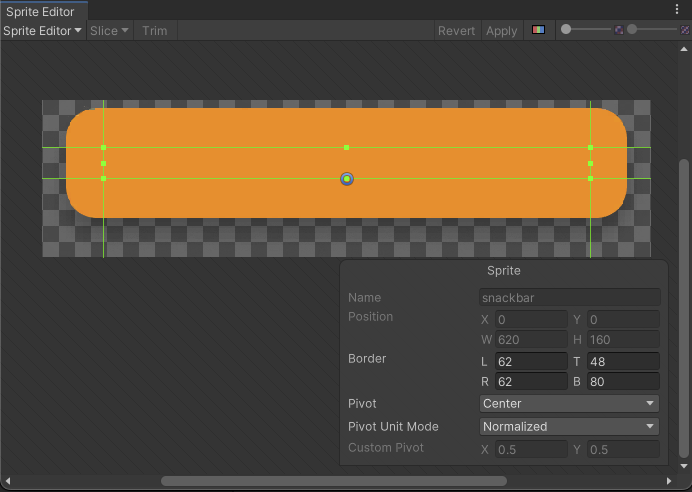 Sprite Editor
Sprite Editor Slice Trim Revert Apply
Sprite
Name snackbar
Position X 0 Y 0
W 620 H 160
Border L 62 T 48
R 62 B 80
Pivot Center
Pivot Unit Mode Normalized
Custom Pivot X 0.5 Y 0.5